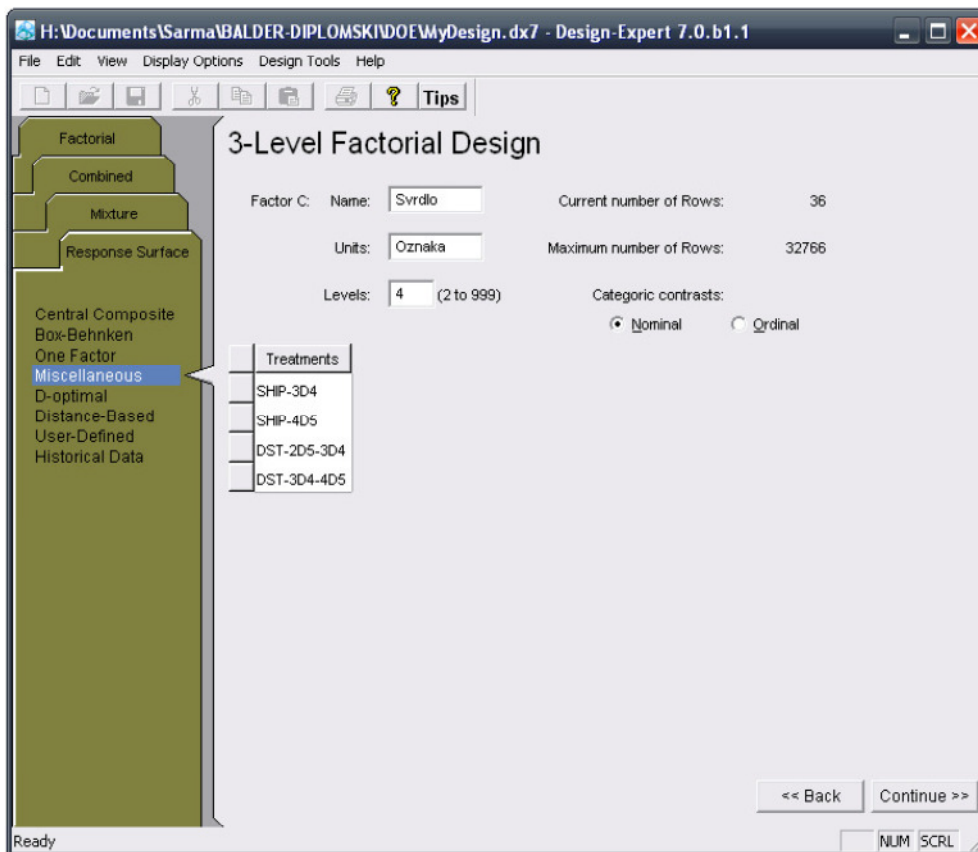 H:\Documents\Sarma\BALDER-DIPLOMSKI\DOE\MyDesign.dx7 - Design-Expert 7.0.b1.1
File Edit View Display Options Design Tools Help
? Tips
Factorial
Combined
Mixture
Response Surface
Central Composite
Box-Behnken
One Factor
Miscellaneous
D-optimal
Distance-Based
User-Defined
Historical Data
3-Level Factorial Design
Factor C: Name: Svrdlo Current number of Rows: 36
Units: Oznaka Maximum number of Rows: 32766
Levels: 4 (2 to 999) Categoric contrasts:
Nominal Ordinal
Treatments
SHIP-3D4
SHIP-4D5
DST-2D5-3D4
DST-3D4-4D5
<< Back Continue >>
Ready NUM SCRL